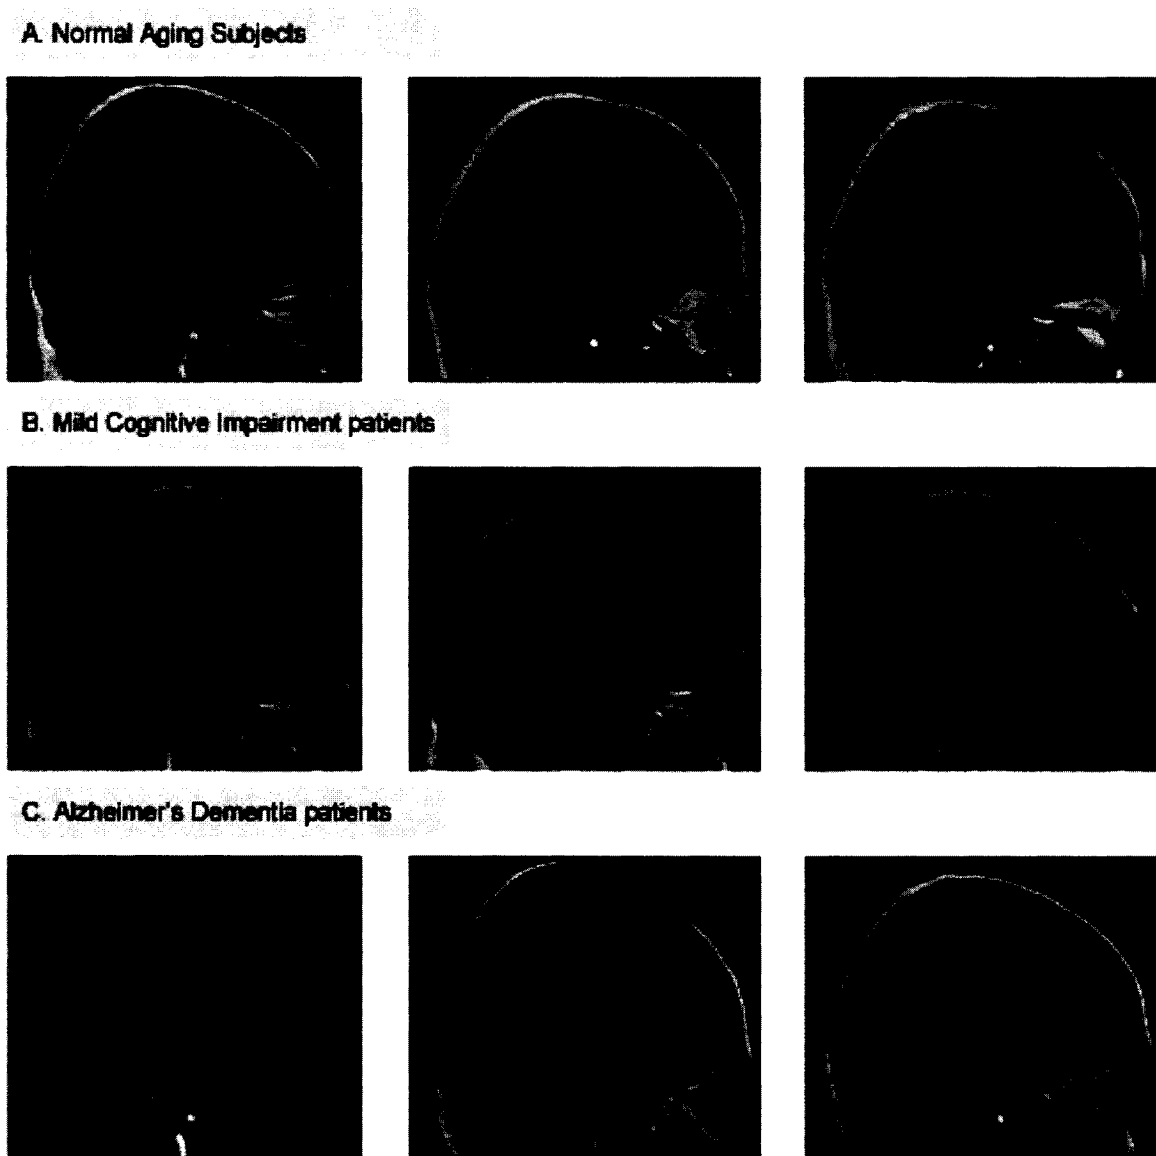 A. Normal Aging Subjects
B. Mild Cognitive Impairment patients
C. Alzheimer's Dementia patients